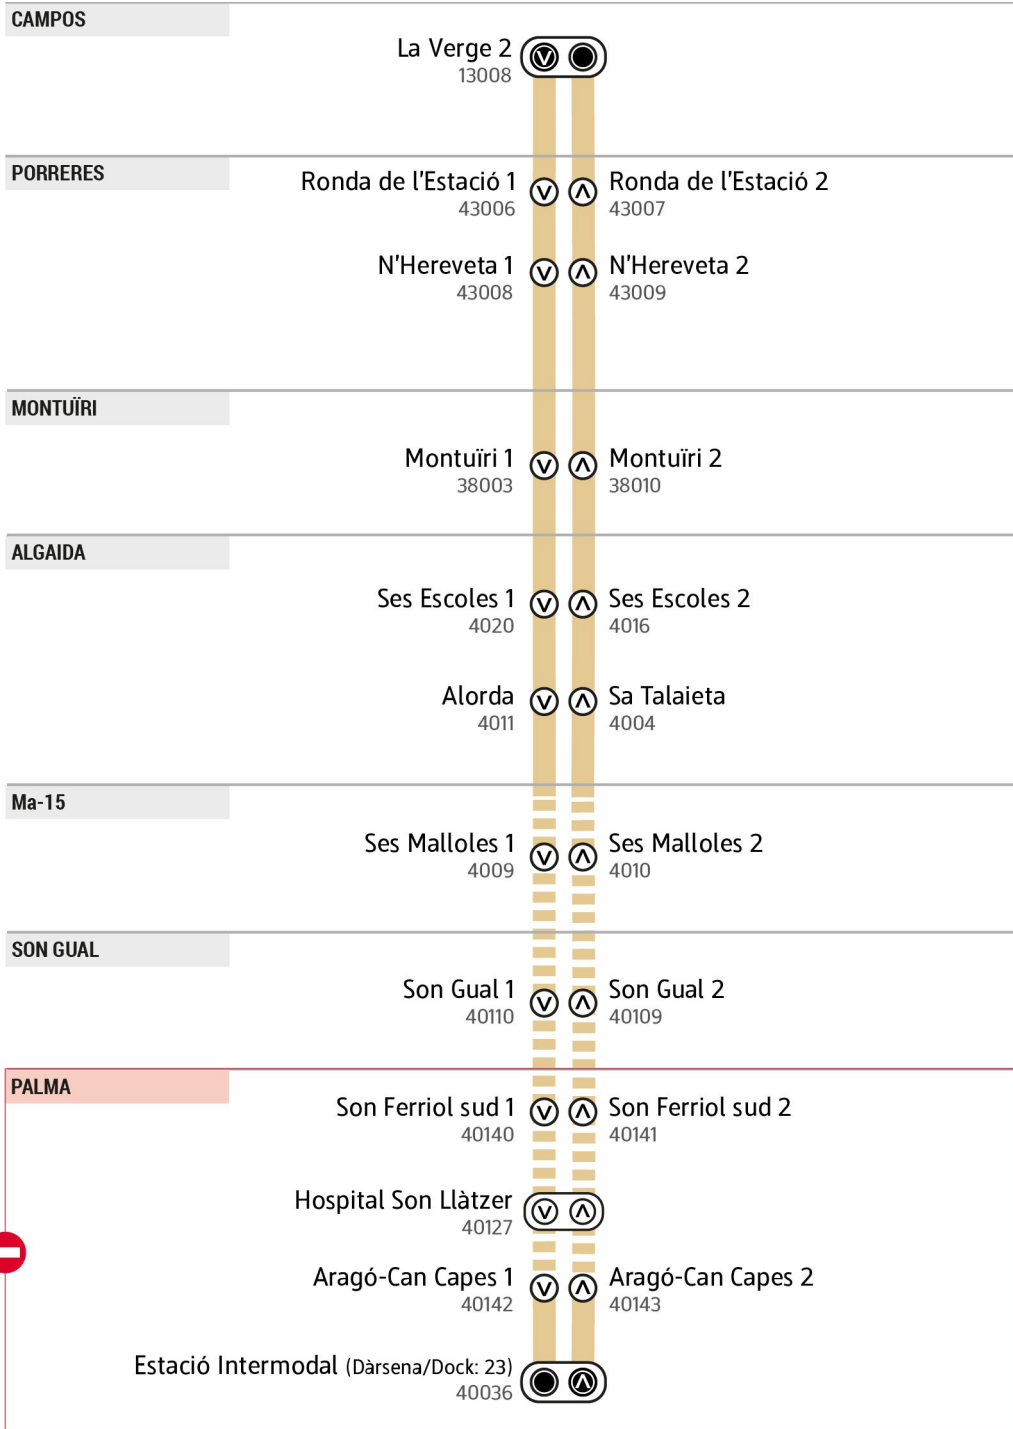 CAMPOS
La Verge 2
13008
PORRERES
Ronda de l'Estació 1
43006
Ronda de l'Estació 2
43007
N'Hereveta 1
43008
N'Hereveta 2
43009
MONTUÏRI
Montuïri 1
38003
Montuïri 2
38010
ALGAIDA
Ses Escoles 1
4020
Ses Escoles 2
4016
Alorda
4011
Sa Talaieta
4004
Ma-15
Ses Malloles 1
4009
Ses Malloles 2
4010
SON GUAL
Son Gual 1
40110
Son Gual 2
40109
PALMA
Son Ferriol sud 1
40140
Son Ferriol sud 2
40141
Hospital Son Llàtzer
40127
Aragó-Can Capes 1
40142
Aragó-Can Capes 2
40143
Estació Intermodal (Dàrsena/Dock: 23)
40036